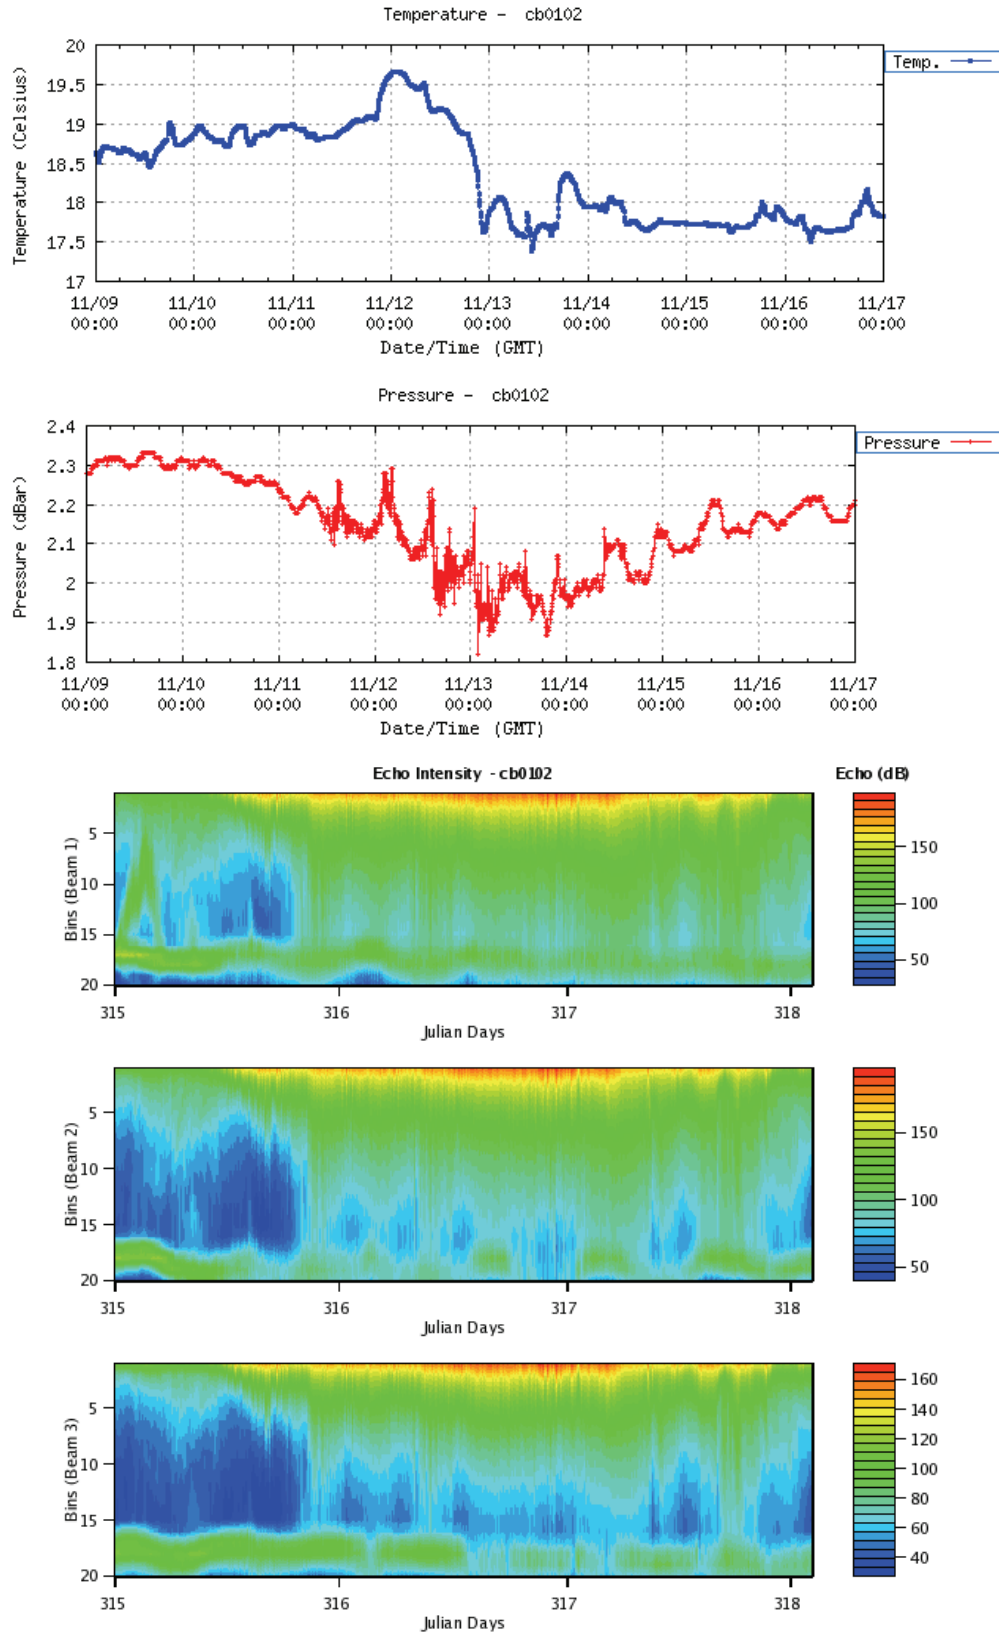 Temperature - cb0102
Temp.
Temperature (Celsius)
20
19.5
19
18.5
18
17.5
17
11/09 11/10 11/11 11/12 11/13 11/14 11/15 11/16 11/17
00:00 00:00 00:00 00:00 00:00 00:00 00:00 00:00 00:00
Date/Time (GMT)
Pressure - cb0102
Pressure
Pressure (dBar)
2.4
2.3
2.2
2.1
2
1.9
1.8
11/09 11/10 11/11 11/12 11/13 11/14 11/15 11/16 11/17
00:00 00:00 00:00 00:00 00:00 00:00 00:00 00:00 00:00
Date/Time (GMT)
Echo Intensity - cb0102
Echo (dB)
Bins (Beam 1)
5
10
15
20
315 316 317 318
Julian Days
150
100
50
Bins (Beam 2)
5
10
15
20
315 316 317 318
Julian Days
150
100
50
Bins (Beam 3)
5
10
15
20
315 316 317 318
Julian Days
160
140
120
100
80
60
40